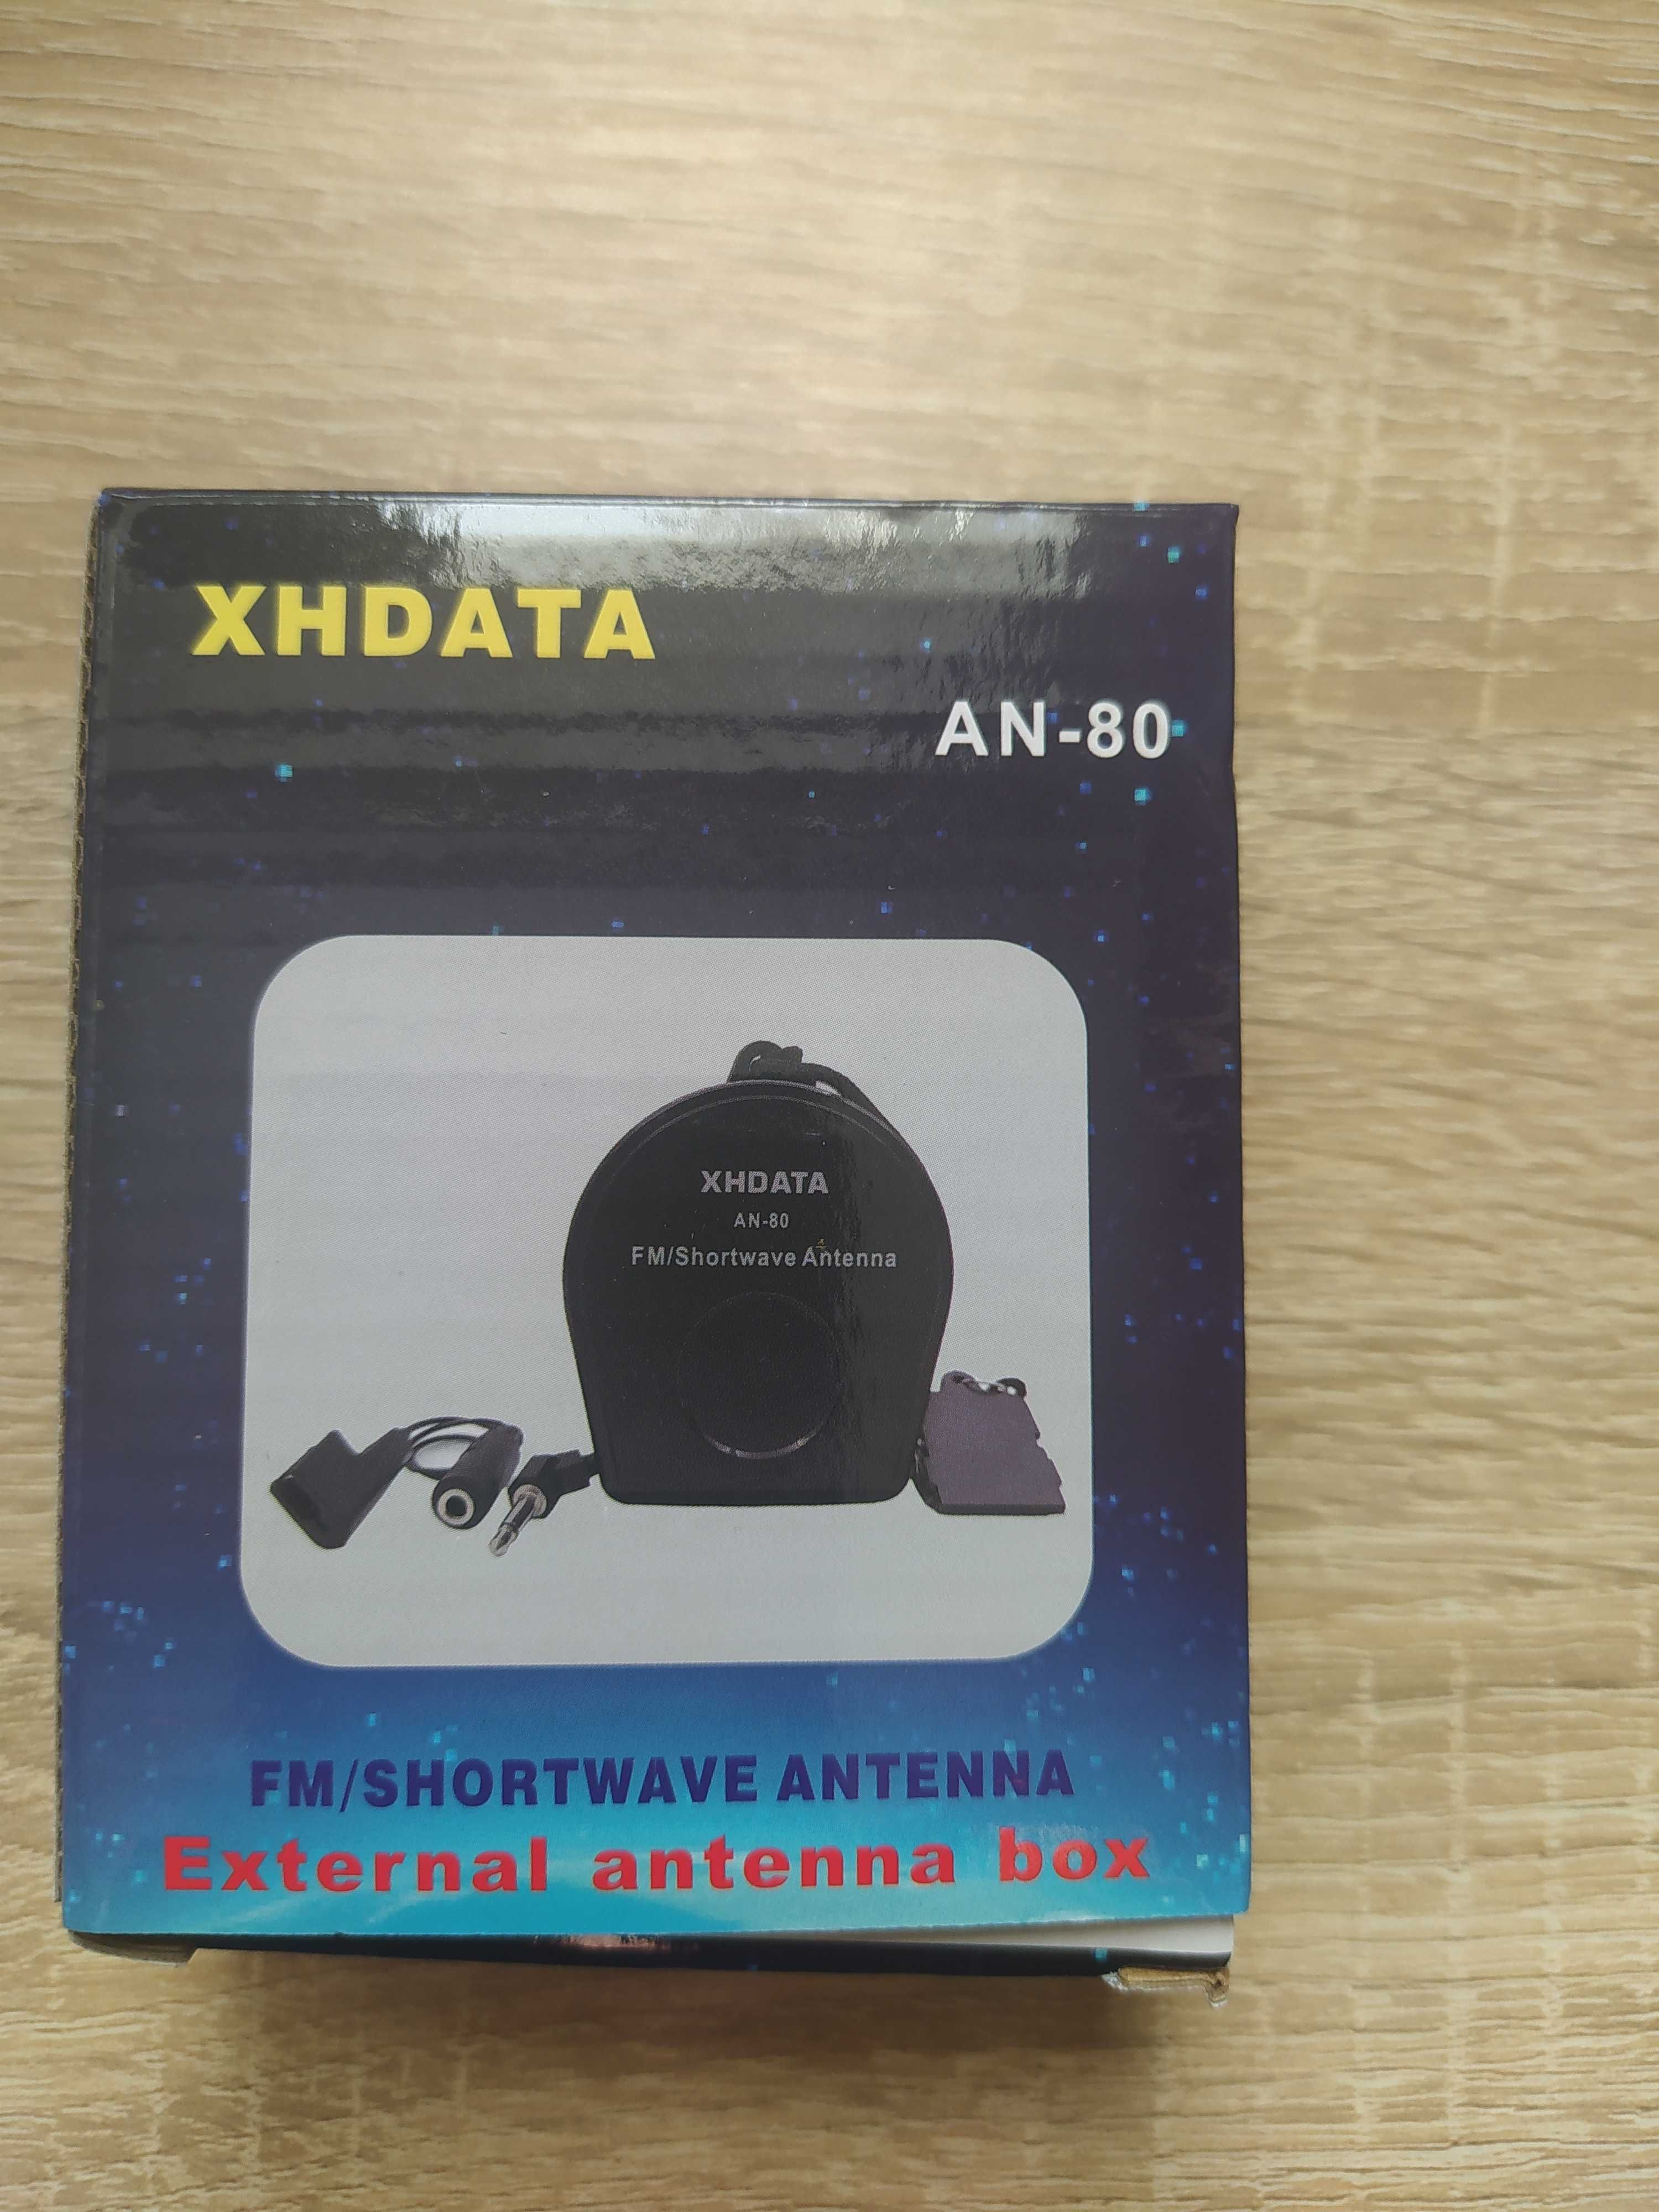 XHDATA
AN-80
XHDATA
AN-80
FM/Shortwave Antenna
FM/SHORTWAVE ANTENNA
External antenna box